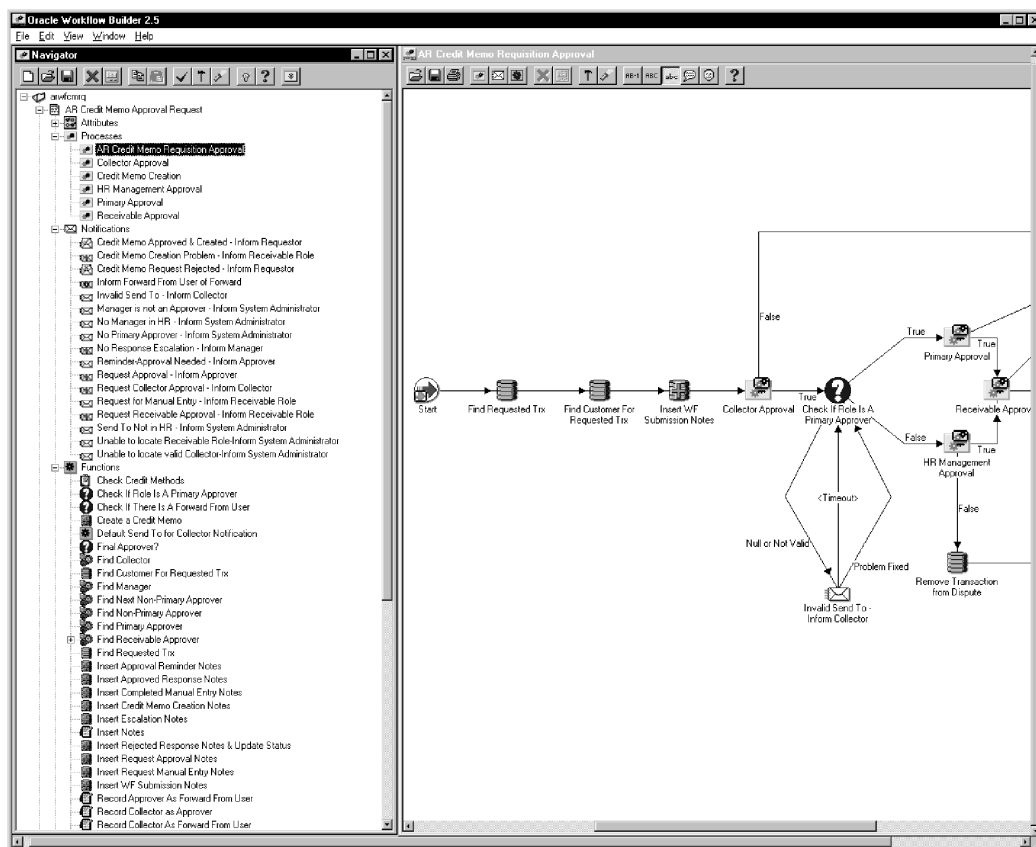 Oracle Workflow Builder 2.5
File Edit View Window Help
Navigator
arwfcmrq
AR Credit Memo Approval Request
Attributes
Processes
AR Credit Memo Requisition Approval
Collector Approval
Credit Memo Creation
HR Management Approval
Primary Approval
Receivable Approval
Notifications
Credit Memo Approved & Created - Inform Requestor
Credit Memo Creation Problem - Inform Receivable Role
Credit Memo Request Rejected - Inform Requestor
Inform Forward From User of Forward
Invalid Send To - Inform Collector
Manager is not an Approver - Inform System Administrator
No Manager in HR - Inform System Administrator
No Primary Approver - Inform System Administrator
No Response Escalation - Inform Manager
Reminder-Approval Needed - Inform Approver
Request Approval - Inform Approver
Request Collector Approval - Inform Collector
Request for Manual Entry - Inform Receivable Role
Request Receivable Approval - Inform Receivable Role
Send To Not in HR - Inform System Administrator
Unable to locate Receivable Role-Inform System Administrator
Unable to locate valid Collector-Inform System Administrator
Functions
Check Credit Methods
Check If Role Is A Primary Approver
Check If There Is A Forward From User
Create a Credit Memo
Default Send To for Collector Notification
Final Approver?
Find Collector
Find Customer For Requested Trx
Find Manager
Find Next Non-Primary Approver
Find Non-Primary Approver
Find Primary Approver
Find Receivable Approver
Find Requested Trx
Insert Approval Reminder Notes
Insert Approved Response Notes
Insert Completed Manual Entry Notes
Insert Credit Memo Creation Notes
Insert Escalation Notes
Insert Notes
Insert Rejected Response Notes & Update Status
Insert Request Approval Notes
Insert Request Manual Entry Notes
Insert WF Submission Notes
Record Approver As Forward From User
Record Collector as Approver
Record Collector As Forward From User
AR Credit Memo Requisition Approval
AB-1 ABC abc
False
True
Primary Approval
True
Start
Find Requested Trx
Find Customer For
Requested Trx
Insert WF
Submission Notes
Collector Approval
True
Check If Role Is A
Primary Approver
Receivable Approv
False
True
HR Management
Approval
<Timeout>
False
Null or Not Valid
Problem Fixed
Remove Transaction
from Dispute
Invalid Send To -
Inform Collector